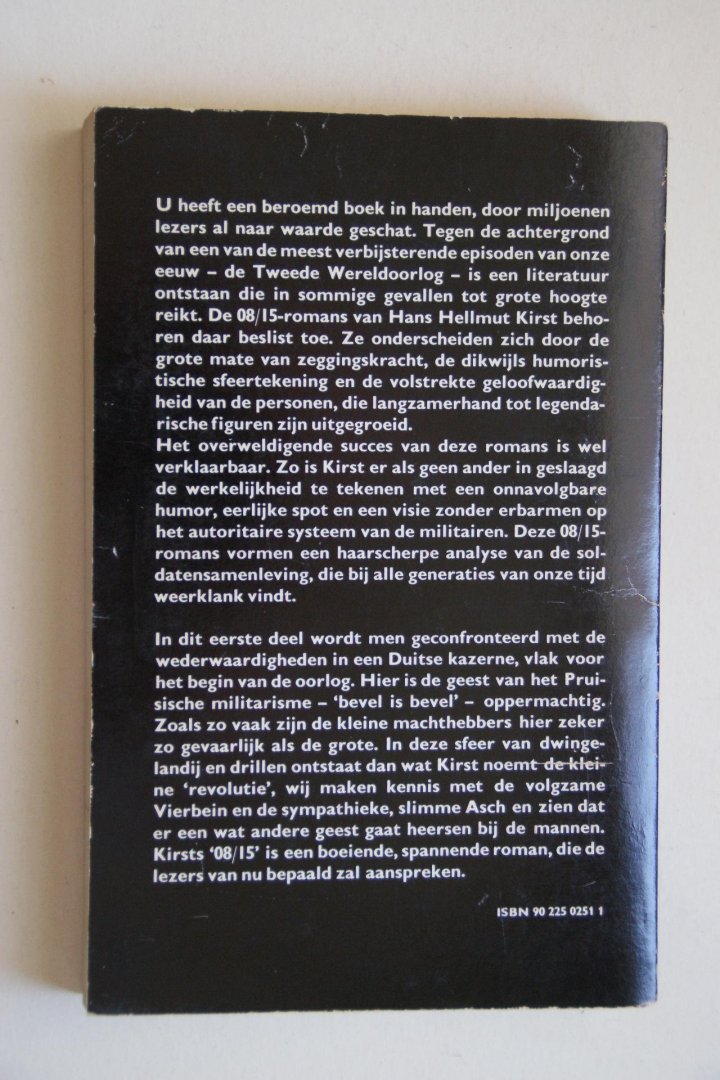 U heeft een beroemd boek in handen, door miljoenen
lezers al naar waarde geschat. Tegen de achtergrond
van een van de meest verbijsterende episoden van onze
eeuw – de Tweede Wereldoorlog – is een literatuur
ontstaan die in sommige gevallen tot grote hoogte
reikt. De 08/15-romans van Hans Hellmut Kirst beho-
ren daar beslist toe. Ze onderscheiden zich door de
grote mate van zeggingskracht, de dikwijls humoris-
tische sfeertekening en de volstrekte geloofwaardig-
heid van de personen, die langzamerhand tot legenda-
rische figuren zijn uitgegroeid.
Het overweldigende succes van deze romans is wel
verklaarbaar. Zo is Kirst er als geen ander in geslaagd
de werkelijkheid te tekenen met een onnavolgbare
humor, eerlijke spot en een visie zonder erbarmen op
het autoritaire systeem van de militairen. Deze 08/15-
romans vormen een haarscherpe analyse van de sol-
datensamenleving, die bij alle generaties van onze tijd
weerklank vindt.
In dit eerste deel wordt men geconfronteerd met de
wederwaardigheden in een Duitse kazerne, vlak voor
het begin van de oorlog. Hier is de geest van het Prui-
sische militarisme – ‘bevel is bevel’ – oppermachtig.
Zoals zo vaak zijn de kleine machthebbers hier zeker
zo gevaarlijk als de grote. In deze sfeer van dwinge-
landij en drillen ontstaat dan wat Kirst noemt de klei-
ne ‘revolutie’, wij maken kennis met de volgzame
Vierbein en de sympathieke, slimme Asch en zien dat
er een wat andere geest gaat heersen bij de mannen.
Kirsts ‘08/15’ is een boeiende, spannende roman, die de
lezers van nu bepaald zal aanspreken.
ISBN 90 225 0251 1